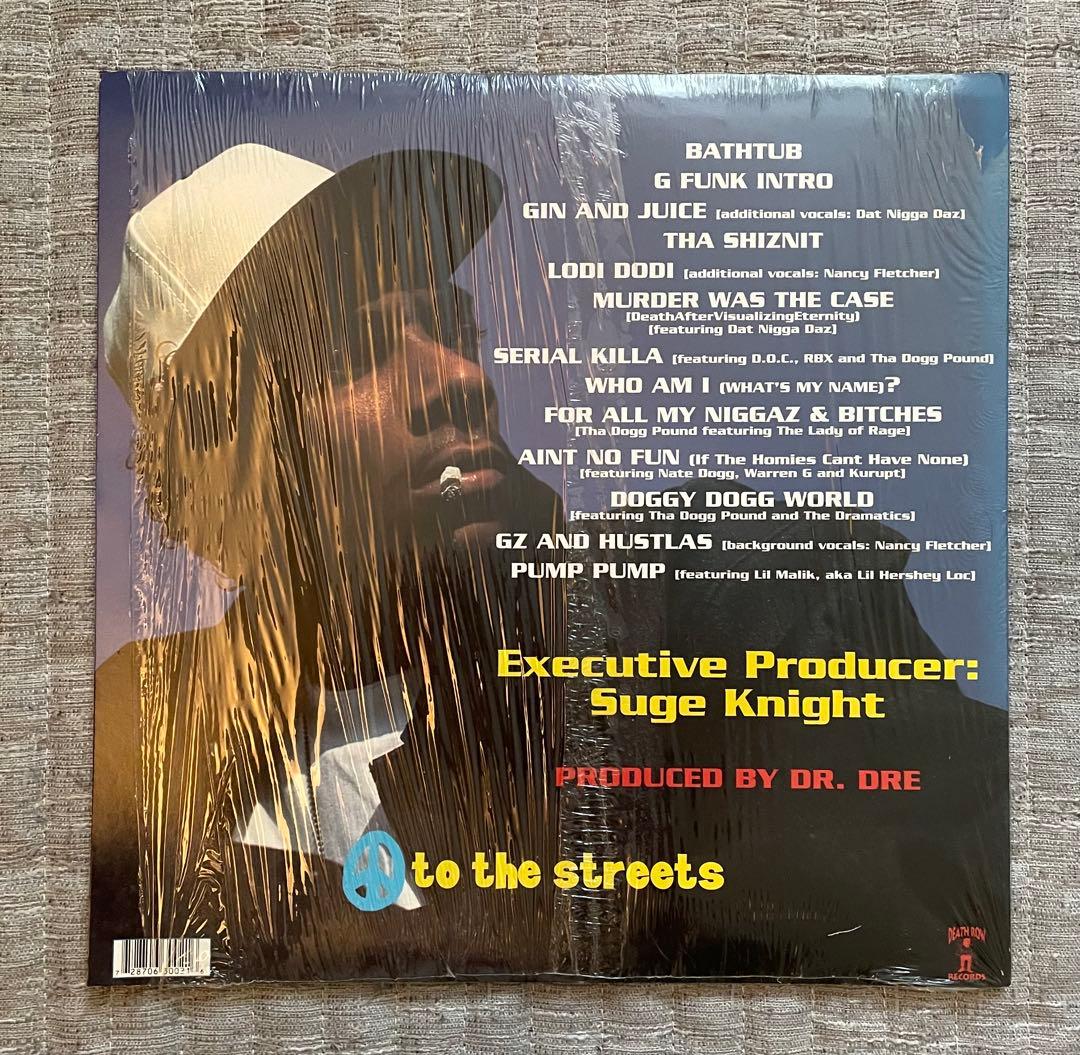 BATHTUB
G FUNK INTRO
GIN AND JUICE [additional vocals: Dat Nigga Daz]
THA SHIZNIT
LODI DODI [additional vocals: Nancy Fletcher]
MURDER WAS THE CASE
(DeathAfterVisualizingEternity)
[featuring Dat Nigga Daz]
SERIAL KILLA [featuring D.O.C., RBX and Tha Dogg Pound]
WHO AM I (WHAT'S MY NAME)?
FOR ALL MY NIGGAZ & BITCHES
[Tha Dogg Pound featuring The Lady of Rage]
AINT NO FUN (If The Homies Cant Have None)
[featuring Nate Dogg, Warren G and Kurupt]
DOGGY DOGG WORLD
[featuring Tha Dogg Pound and The Dramatics]
GZ AND HUSTLAS [background vocals: Nancy Fletcher]
PUMP PUMP [featuring Lil Malik, aka Lil Hershey Loc]
Executive Producer:
Suge Knight
PRODUCED BY DR. DRE
to the streets
DEATH ROW
RECORDS